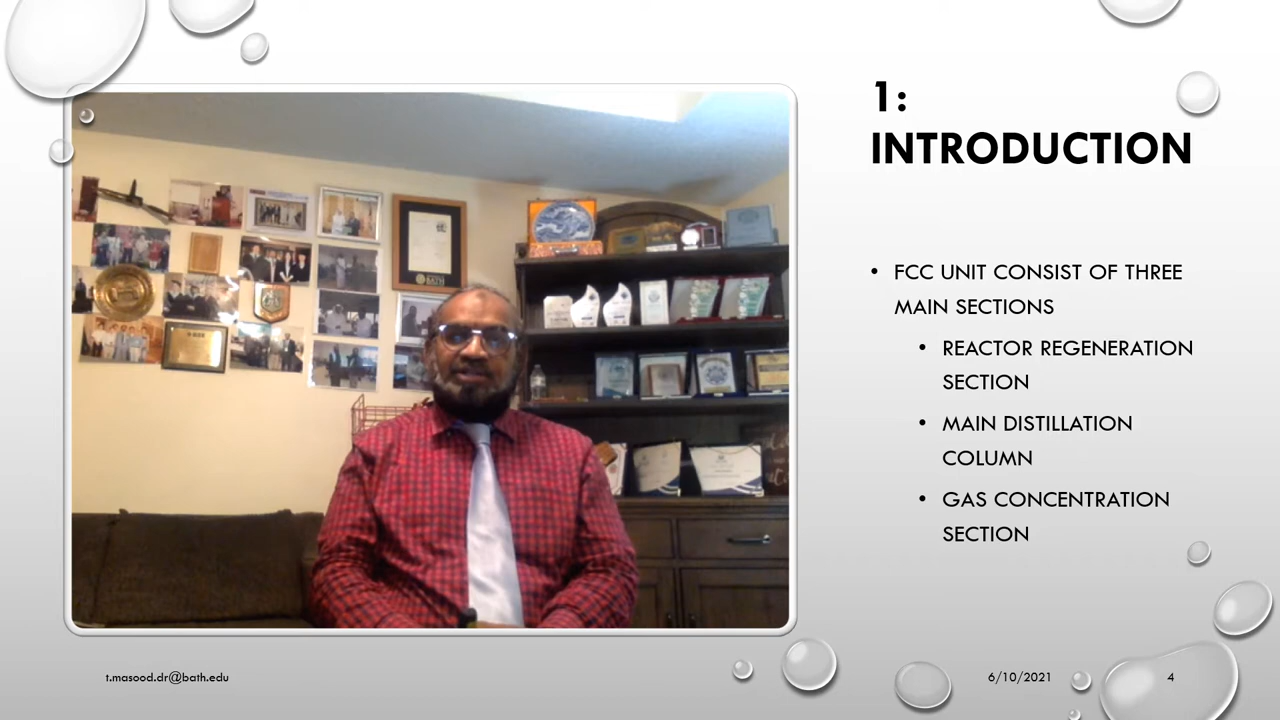 1:
INTRODUCTION
• FCC UNIT CONSIST OF THREE
MAIN SECTIONS
• REACTOR REGENERATION
SECTION
• MAIN DISTILLATION
COLUMN
• GAS CONCENTRATION
SECTION
BATH
t.masood.dr@bath.edu
6/10/2021
4